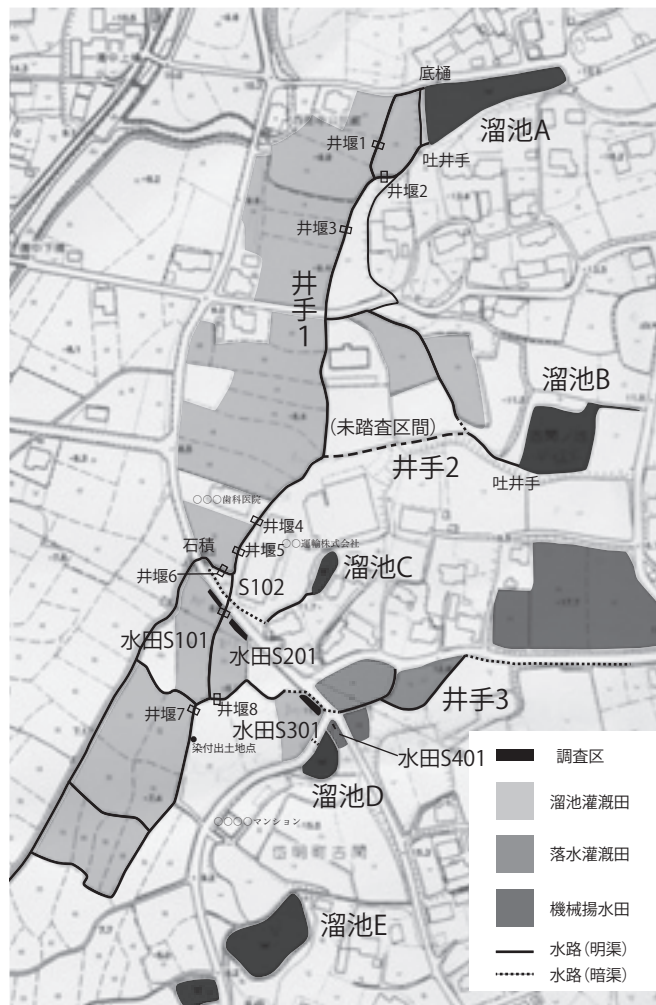 底樋
溜池A
井堰1
吐井手
井堰2
井堰3
井手1
溜池B
(未踏査区間)
井手2
吐井手
○○○歯科医院
井堰4
石積
井堰5
○○運輸株式会社
井堰6
溜池C
S102
水田S101
水田S201
井手3
井堰7
井堰8
水田S301
染付出土地点
水田S401
溜池D
○○○○マンション
岱明町古閑
溜池E
調査区
溜池灌漑田
落水灌漑田
機械揚水田
水路(明渠)
水路(暗渠)